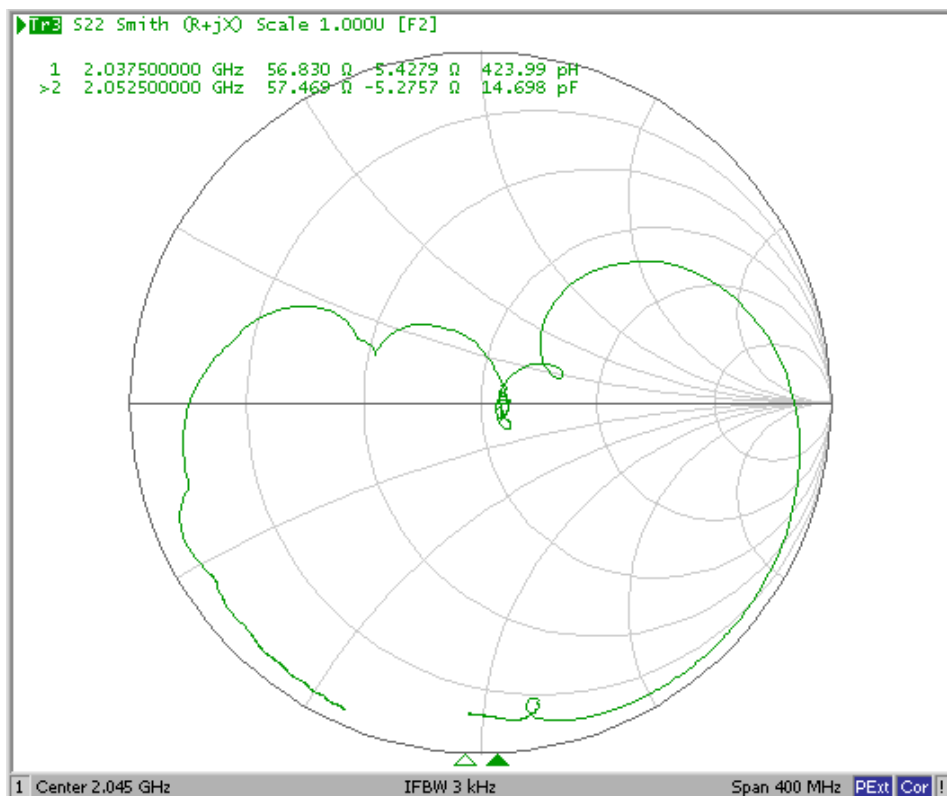 Tr3 S22 Smith (R+jX) Scale 1.000U [F2]
1 2.037500000 GHz 56.830 Ω 5.4279 Ω 423.99 pH
>2 2.052500000 GHz 57.469 Ω -5.2757 Ω 14.698 pF
1 Center 2.045 GHz IFBW 3 kHz Span 400 MHz PExt Cor !